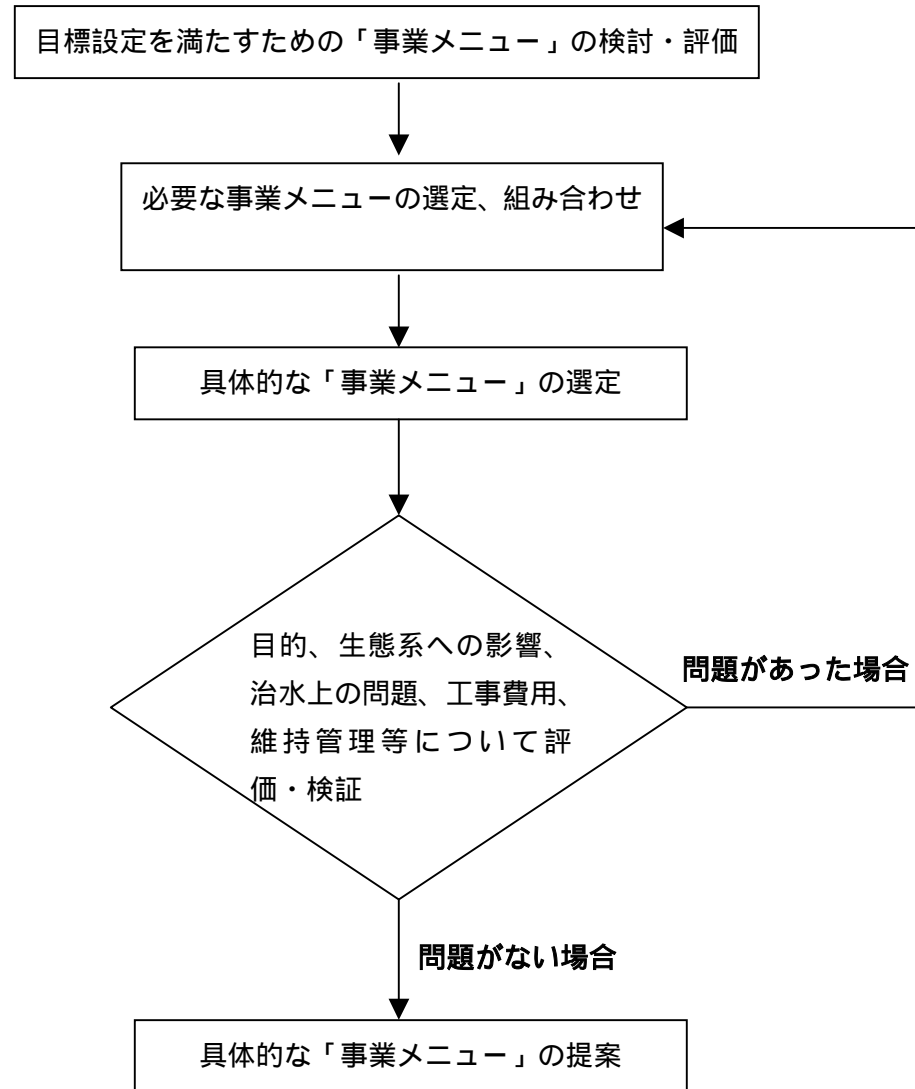 目標設定を満たすための「事業メニュー」の検討・評価
必要な事業メニューの選定、組み合わせ
具体的な「事業メニュー」の選定
目的、生態系への影響、
治水上の問題、工事費用、
維持管理等について評
価・検証
問題があった場合
問題がない場合
具体的な「事業メニュー」の提案